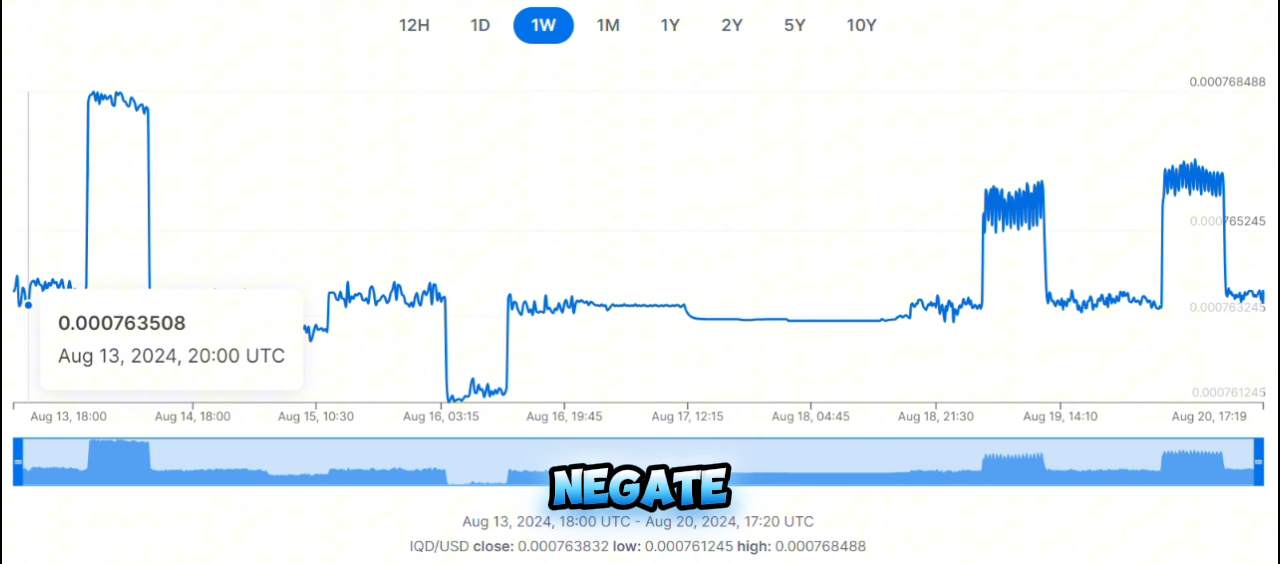 12H 1D 1W 1M 1Y 2Y 5Y 10Y
0.000768488
0.000765245
0.000763245
0.000761245
0.000763508
Aug 13, 2024, 20:00 UTC
Aug 13, 18:00 Aug 14, 18:00 Aug 15, 10:30 Aug 16, 03:15 Aug 16, 19:45 Aug 17, 12:15 Aug 18, 04:45 Aug 18, 21:30 Aug 19, 14:10 Aug 20, 17:19
NEGATE
Aug 13, 2024, 18:00 UTC - Aug 20, 2024, 17:20 UTC
IQD/USD close: 0.000763832 low: 0.000761245 high: 0.000768488